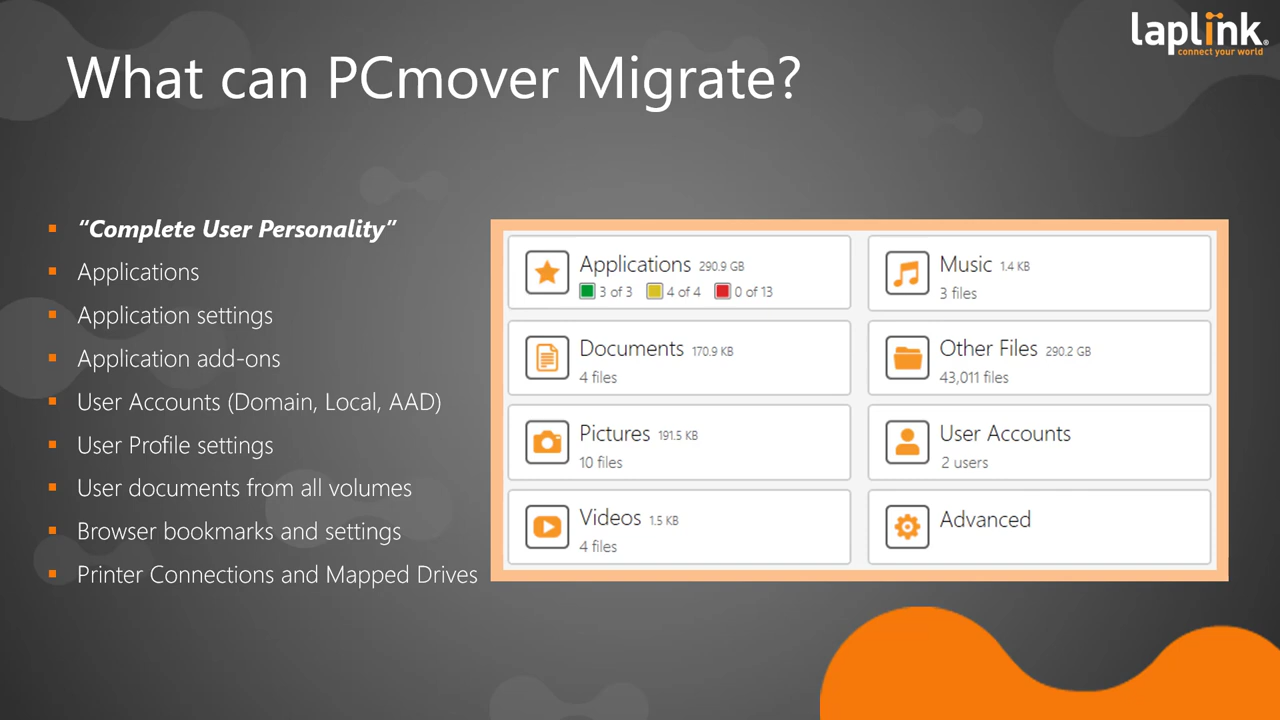 laplink®
connect your world
What can PCmover Migrate?
“Complete User Personality”
Applications
Application settings
Application add-ons
User Accounts (Domain, Local, AAD)
User Profile settings
User documents from all volumes
Browser bookmarks and settings
Printer Connections and Mapped Drives
Applications 290.9 GB
3 of 3 4 of 4 0 of 13
Documents 170.9 KB
4 files
Pictures 191.5 KB
10 files
Videos 1.5 KB
4 files
Music 1.4 KB
3 files
Other Files 290.2 GB
43,011 files
User Accounts
2 users
Advanced